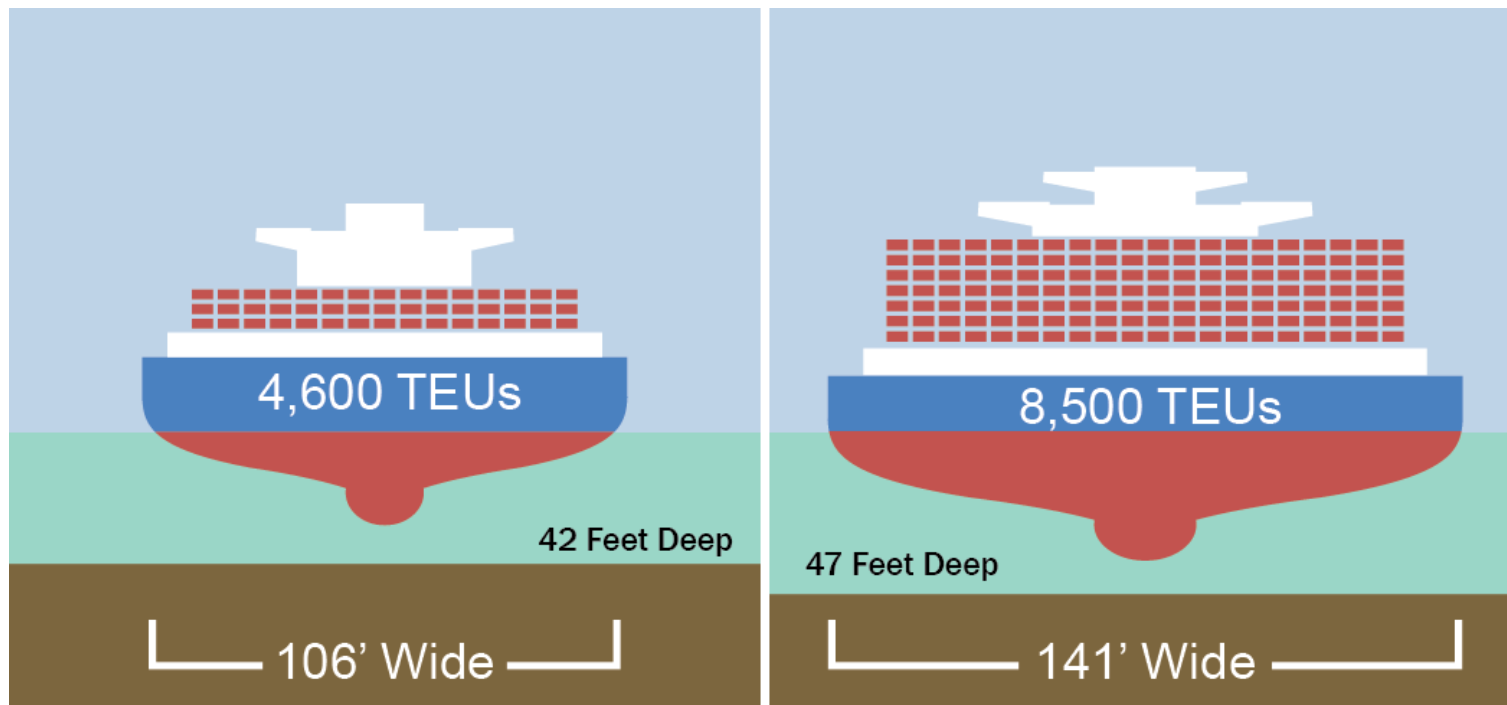 4,600 TEUs
42 Feet Deep
106’ Wide
8,500 TEUs
47 Feet Deep
141’ Wide